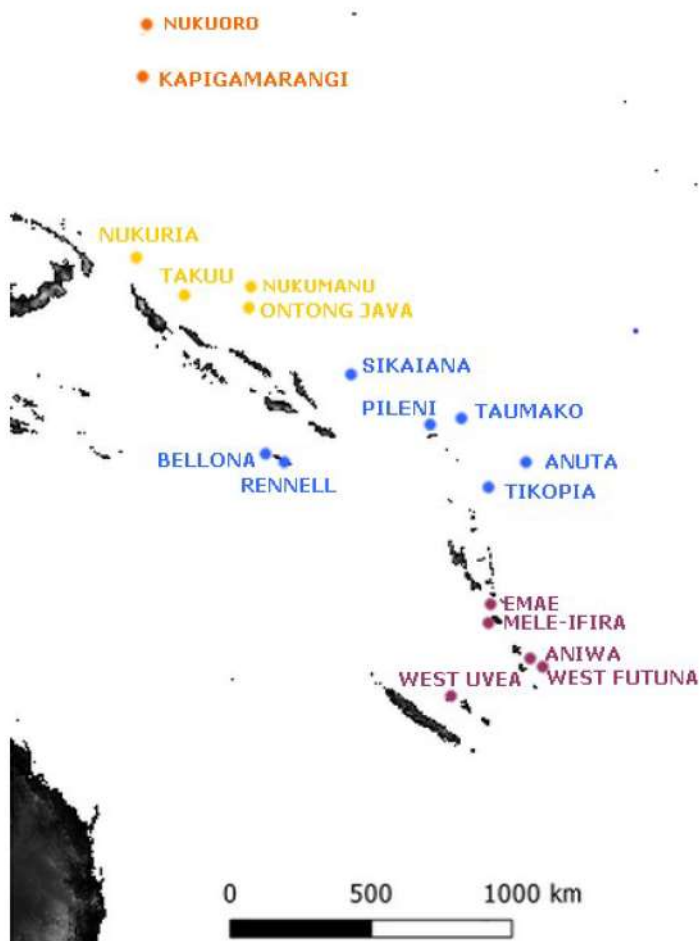 NUKUORO
KAPIGAMARANGI
NUKURIA
TAKUU
NUKUMANU
ONTONG JAVA
SIKAIANA
PILENI
TAUMAKO
BELLONA
ANUTA
RENNELL
TIKOPIA
EMAE
MELE-IFIRA
ANIWA
WEST UVEA
WEST FUTUNA
0 500 1000 km